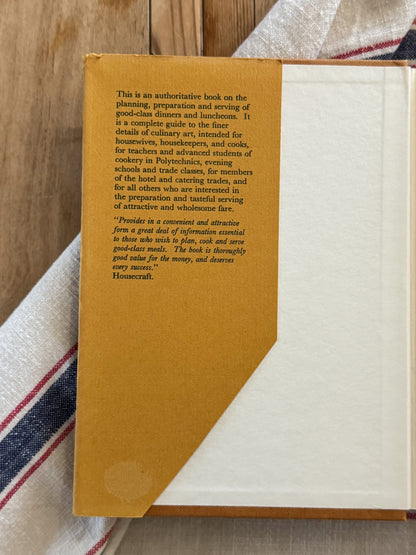 This is an authoritative book on the
planning, preparation and serving of
good-class dinners and luncheons. It
is a complete guide to the finer
details of culinary art, intended for
housewives, housekeepers, and cooks,
for teachers and advanced students of
cookery in Polytechnics, evening
schools and trade classes, for members
of the hotel and catering trades, and
for all others who are interested in
the preparation and tasteful serving
of attractive and wholesome fare.
"Provides in a convenient and attractive
form a great deal of information essential
to those who wish to plan, cook and serve
good-class meals. The book is thoroughly
good value for the money, and deserves
every success."
Housecraft.